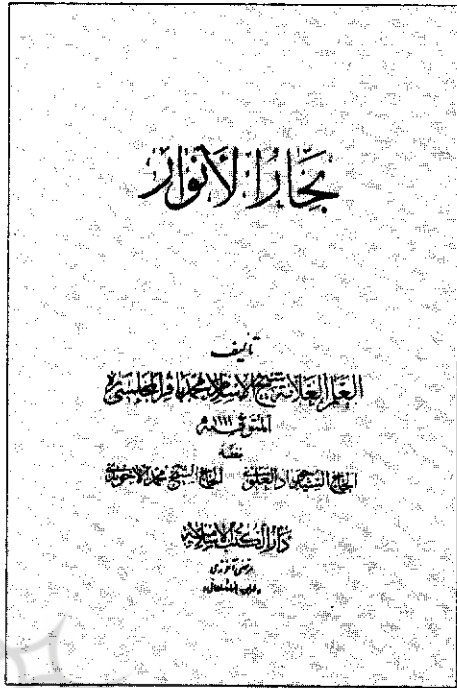 بحار الأنوار
تأليف
العلم العلامة شيخ الإسلام محمد باقر المجلسي
المتوفى ١١١١ هـ
بنفقة
الحاج السيد جواد العلوي الحاج الشيخ محمد الآخوندي
دار الكتب الإسلامية